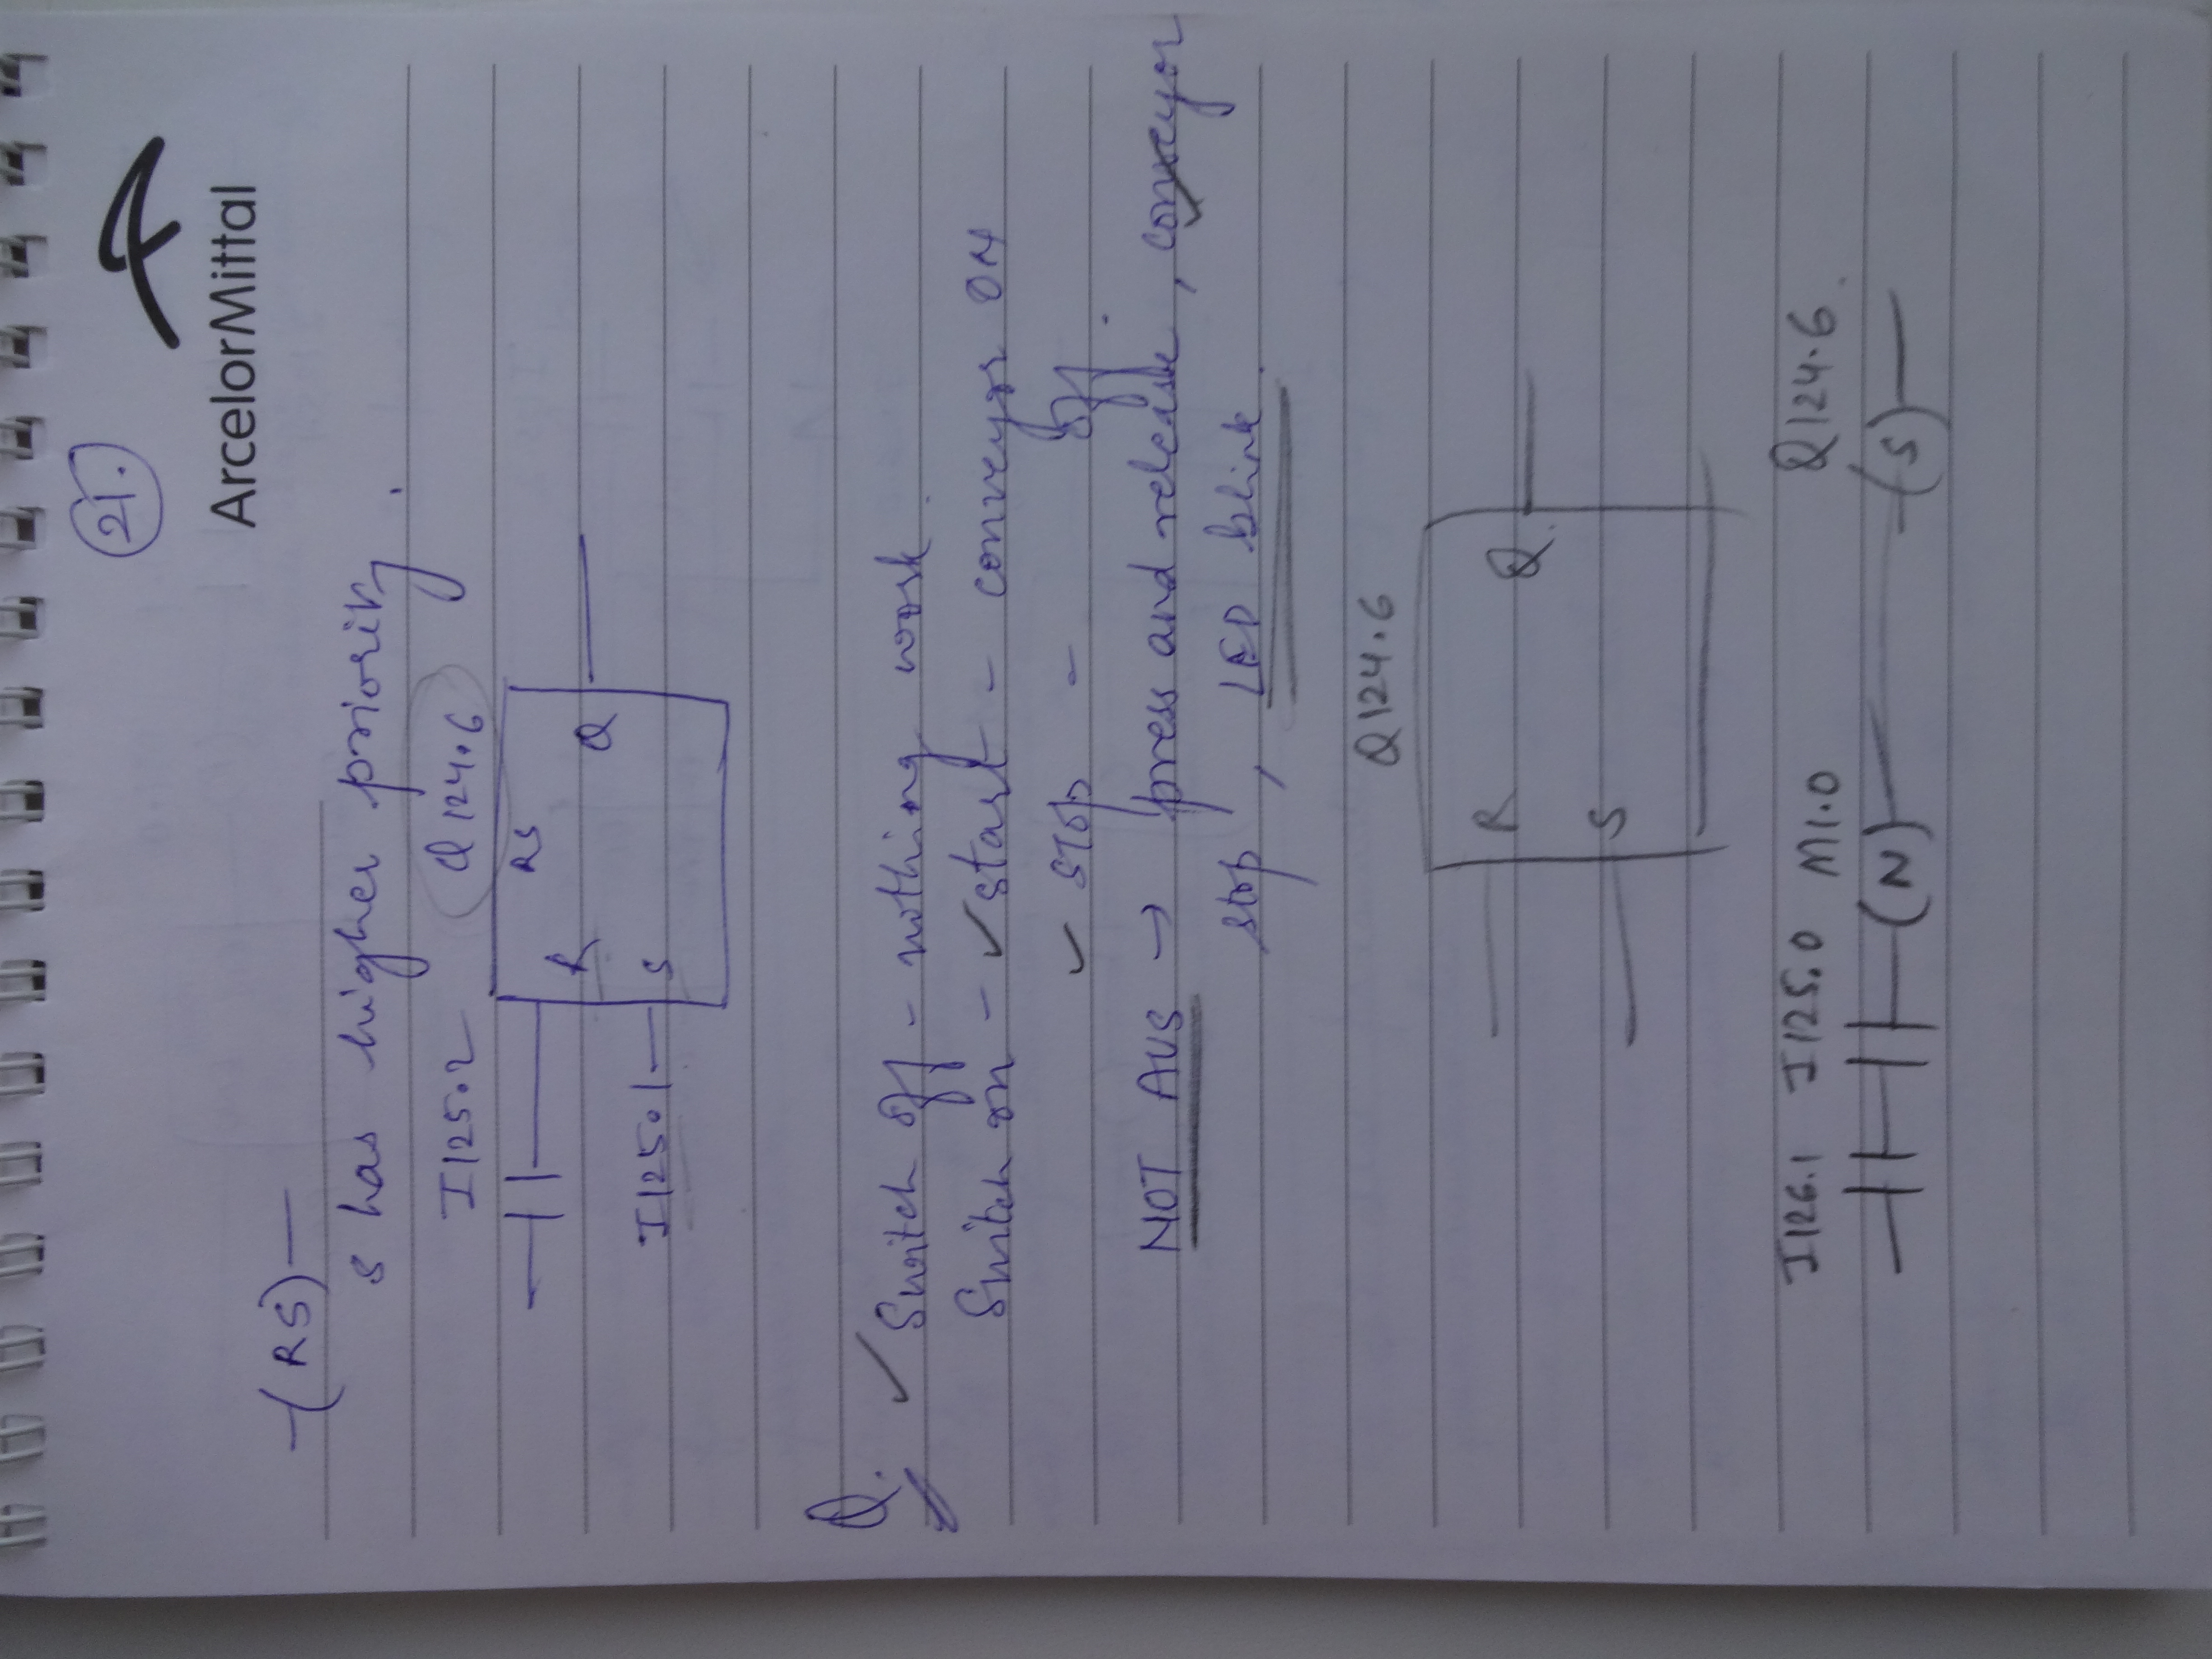 21.
ArcelorMittal
(RS)
S has higher priority.
I125.2 Q124.6
RS
R Q
I125.1 S
Q. Switch off - nothing work
Switch on - start - conveyor ON
STOP - off.
NOT AUS → press and release, conveyor
stop, LED blink.
Q124.6
R Q
S
I126.1 I125.0 M1.0 Q124.6
(N) (S)